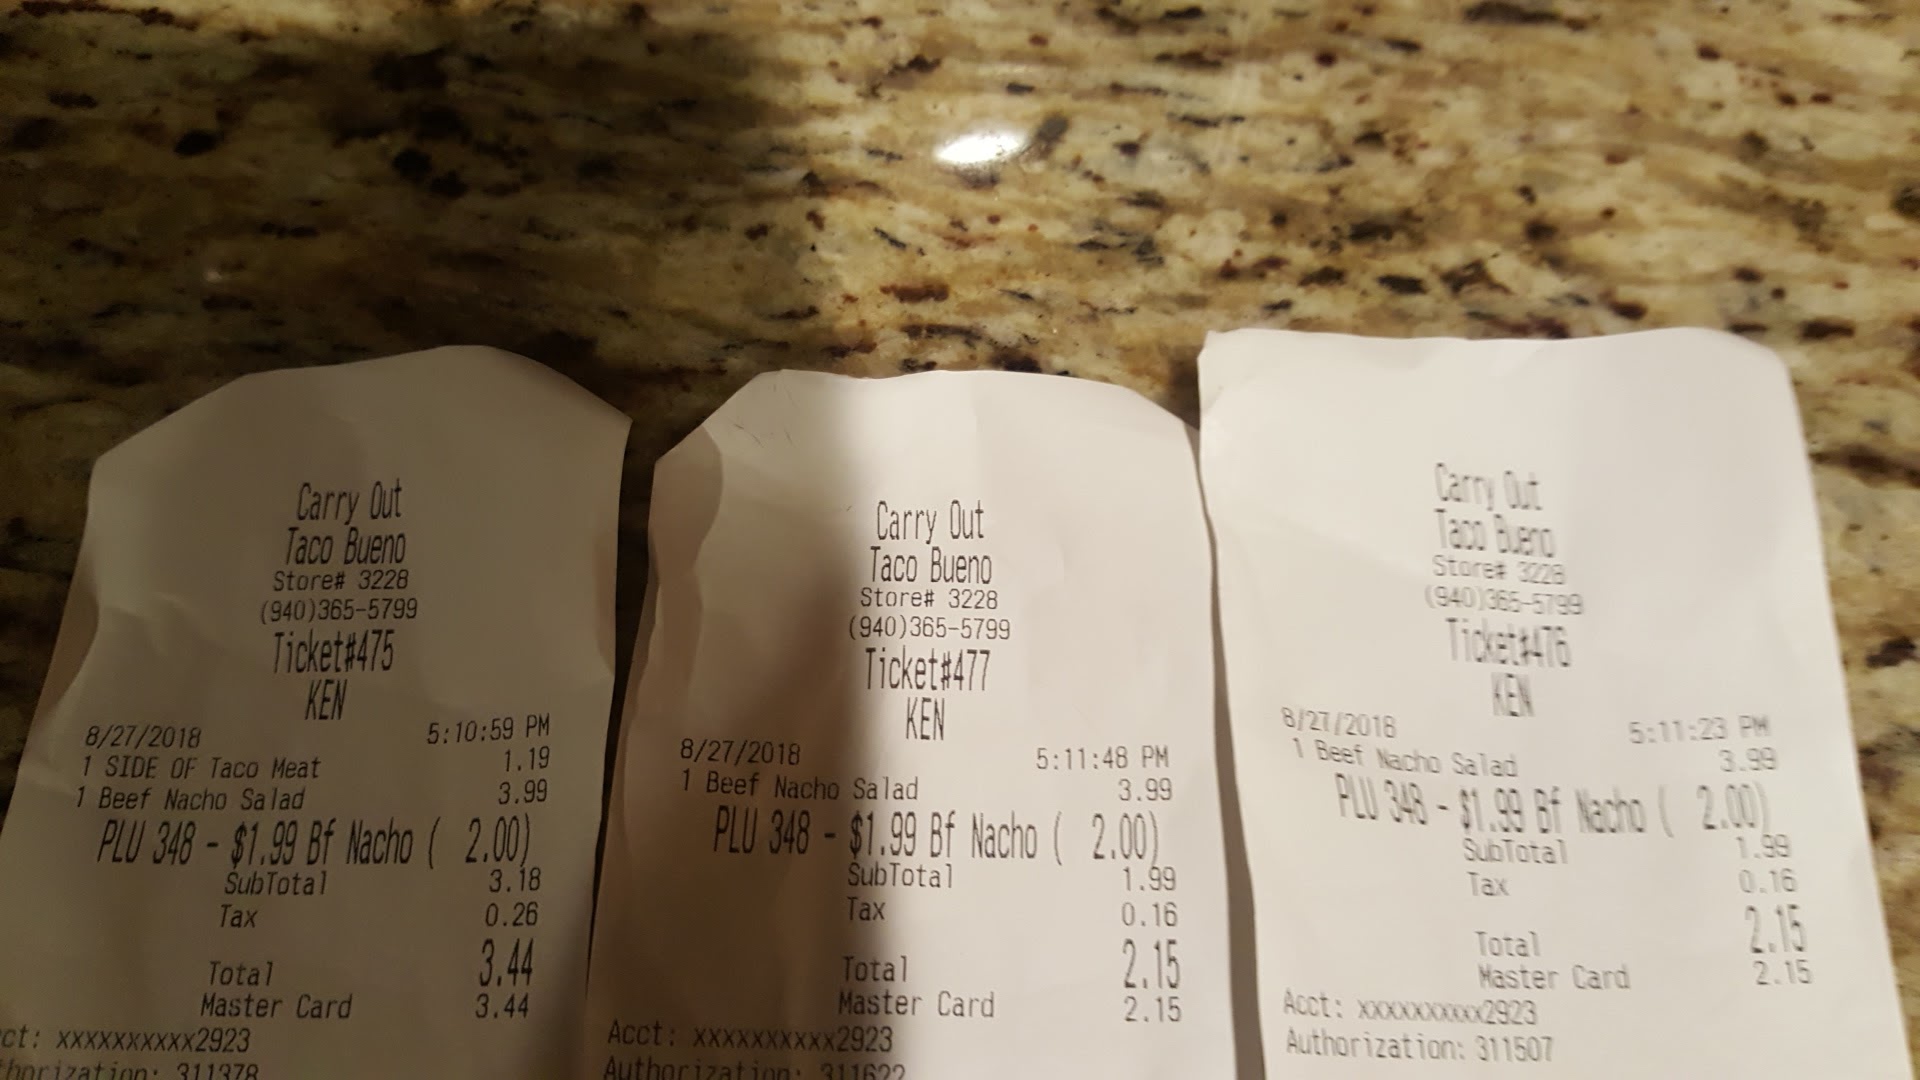 Carry Out
Taco Bueno
Store# 3228
(940)365-5799
Ticket#475
KEN
8/27/2018 5:10:59 PM
1 SIDE OF Taco Meat 1.19
1 Beef Nacho Salad 3.99
PLU 348 - $1.99 Bf Nacho ( 2.00)
SubTotal 3.18
Tax 0.26
Total 3.44
Master Card 3.44
cct: xxxxxxxxxx2923
thorization: 311378
Carry Out
Taco Bueno
Store# 3228
(940)365-5799
Ticket#477
KEN
8/27/2018 5:11:48 PM
1 Beef Nacho Salad 3.99
PLU 348 - $1.99 Bf Nacho ( 2.00)
SubTotal 1.99
Tax 0.16
Total 2.15
Master Card 2.15
Acct: xxxxxxxxxx2923
Authorization: 311622
Carry Out
Taco Bueno
Store# 3228
(940)365-5799
Ticket#476
KEN
8/27/2018 5:11:23 PM
1 Beef Nacho Salad 3.99
PLU 348 - $1.99 Bf Nacho ( 2.00)
SubTotal 1.99
Tax 0.16
Total 2.15
Master Card 2.15
Acct: xxxxxxxxxx2923
Authorization: 311507